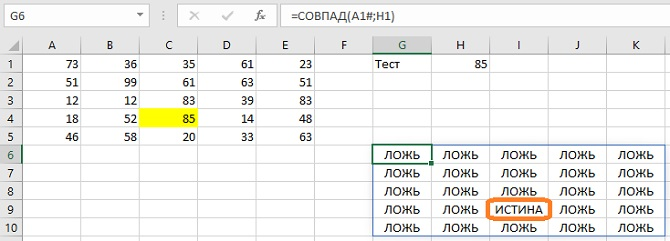 G6 fx =СОВПАД(A1#;H1)
A B C D E F G H I J K
1 73 36 35 61 23 Тест 85
2 51 99 61 63 51
3 12 12 83 39 83
4 18 52 85 14 48
5 46 58 20 33 63
6 ЛОЖЬ ЛОЖЬ ЛОЖЬ ЛОЖЬ ЛОЖЬ
7 ЛОЖЬ ЛОЖЬ ЛОЖЬ ЛОЖЬ ЛОЖЬ
8 ЛОЖЬ ЛОЖЬ ЛОЖЬ ЛОЖЬ ЛОЖЬ
9 ЛОЖЬ ЛОЖЬ ИСТИНА ЛОЖЬ ЛОЖЬ
10 ЛОЖЬ ЛОЖЬ ЛОЖЬ ЛОЖЬ ЛОЖЬ